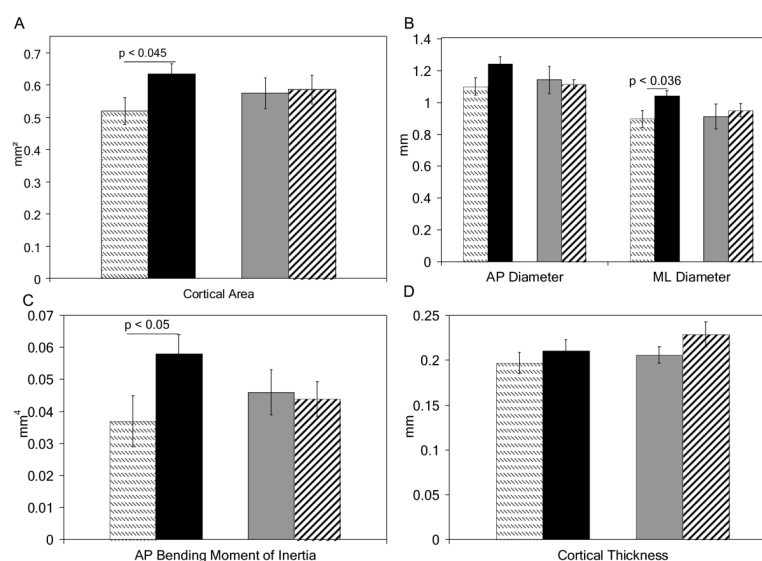 A
p < 0.045
0.7
0.6
0.5
0.4
0.3
0.2
0.1
0
mm²
Cortical Area
B
1.4
1.2
1
0.8
0.6
0.4
0.2
0
mm
p < 0.036
AP Diameter
ML Diameter
C
0.07
0.06
0.05
0.04
0.03
0.02
0.01
0
mm⁴
p < 0.05
AP Bending Moment of Inertia
D
0.25
0.2
0.15
0.1
0.05
0
mm
Cortical Thickness